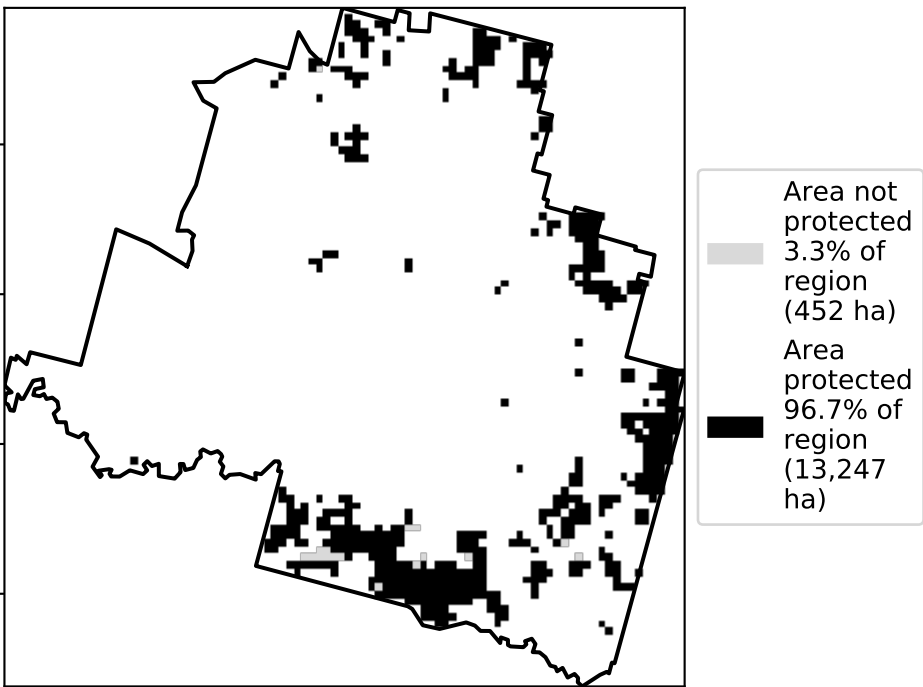 Area not
protected
3.3% of
region
(452 ha)
Area
protected
96.7% of
region
(13,247
ha)